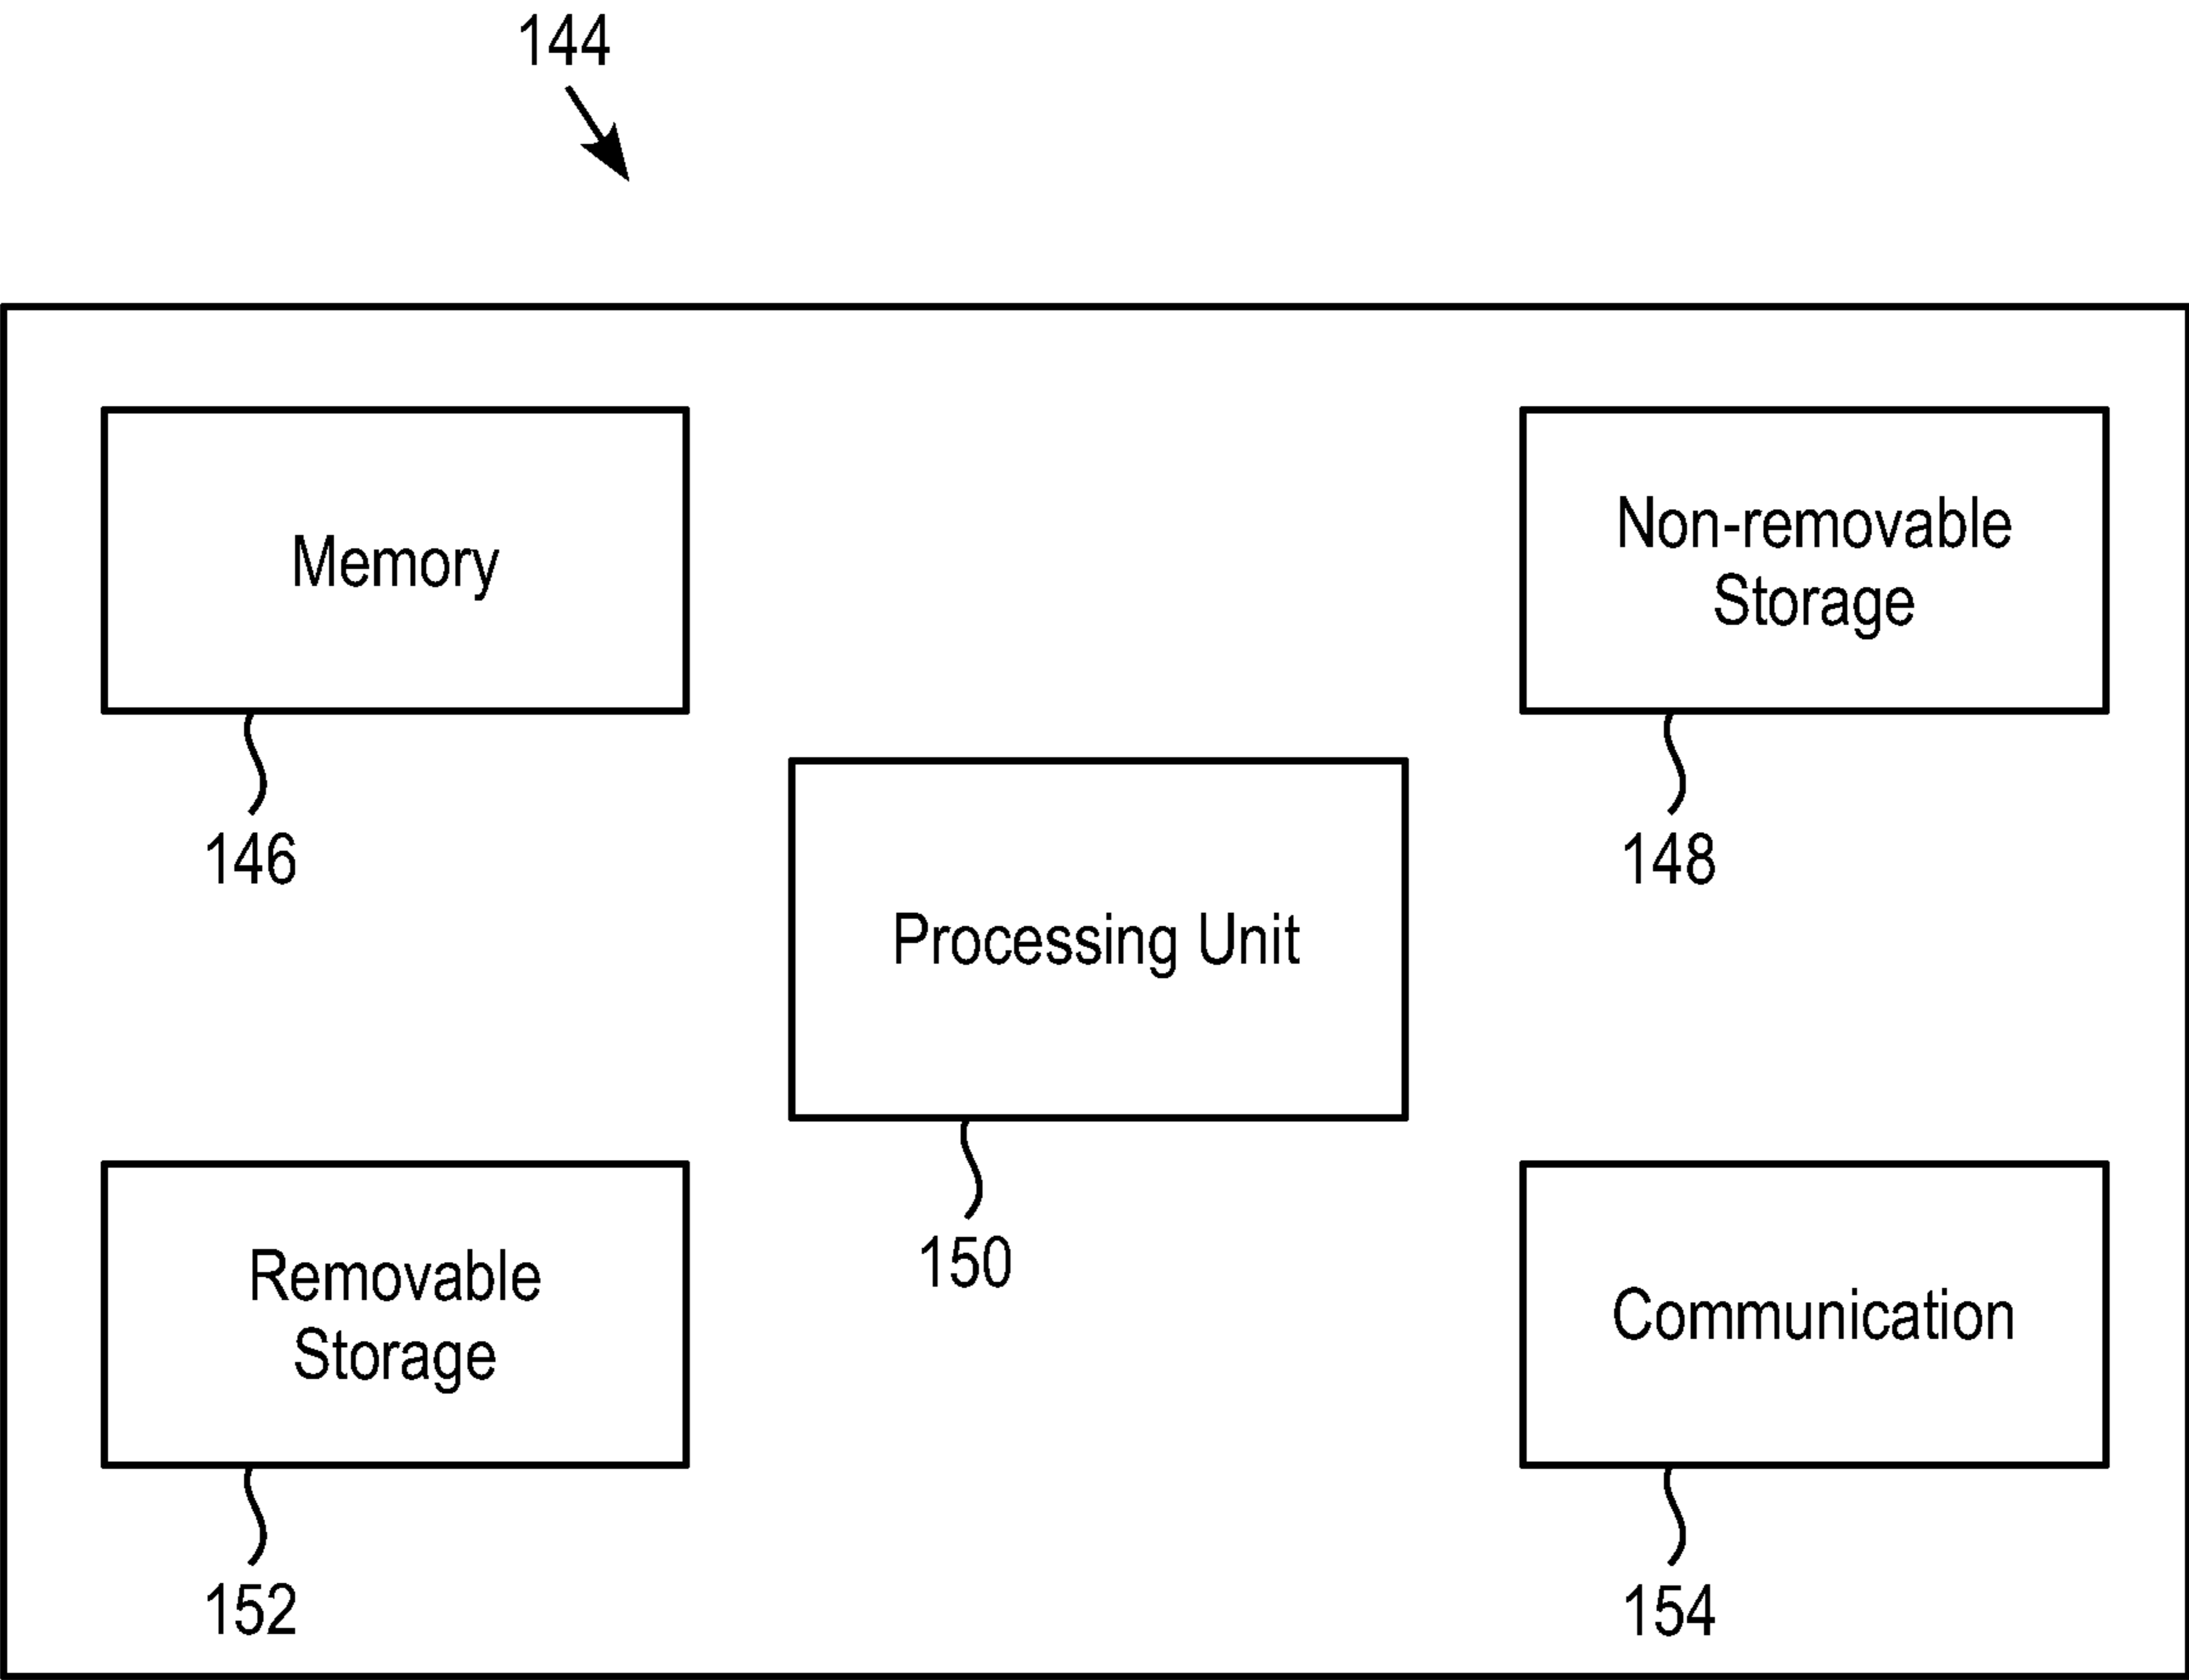 144
Memory
146
Non-removable
Storage
148
Processing Unit
150
Removable
Storage
152
Communication
154